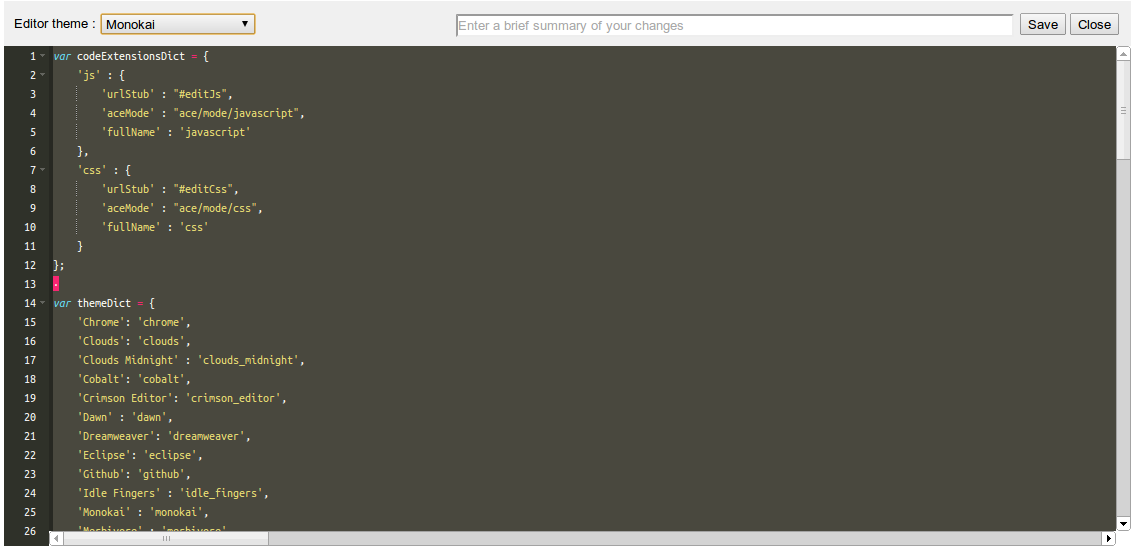 Editor theme : Monokai Enter a brief summary of your changes Save Close
1 var codeExtensionsDict = {
2 'js' : {
3 'urlStub' : "#editJs",
4 'aceMode' : "ace/mode/javascript",
5 'fullName' : 'javascript'
6 },
7 'css' : {
8 'urlStub' : "#editCss",
9 'aceMode' : "ace/mode/css",
10 'fullName' : 'css'
11 }
12 };
13
14 var themeDict = {
15 'Chrome': 'chrome',
16 'Clouds': 'clouds',
17 'Clouds Midnight' : 'clouds_midnight',
18 'Cobalt': 'cobalt',
19 'Crimson Editor': 'crimson_editor',
20 'Dawn' : 'dawn',
21 'Dreamweaver': 'dreamweaver',
22 'Eclipse': 'eclipse',
23 'Github': 'github',
24 'Idle Fingers' : 'idle_fingers',
25 'Monokai' : 'monokai',
26